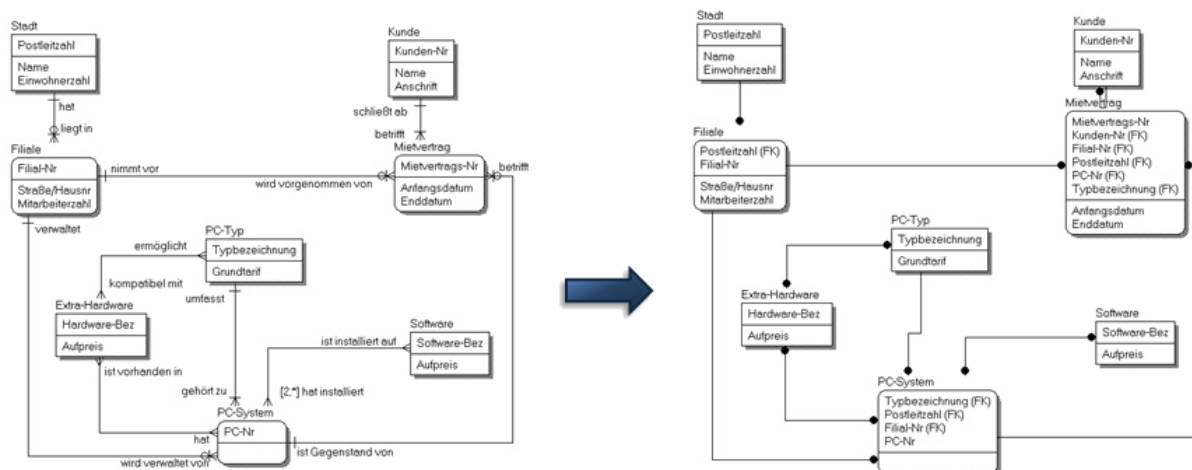 Stadt
Postleitzahl
Name
Einwohnerzahl
hat
liegt in
Kunde
Kunden-Nr
Name
Anschrift
schließt ab
betrifft
Filiale
Filial-Nr
Straße/Hausnr
Mitarbeiterzahl
nimmt vor
wird vorgenommen von
Mietvertrag
Mietvertrags-Nr
Anfangsdatum
Enddatum
betrifft
verwaltet
PC-Typ
Typbezeichnung
Grundtarif
ermöglicht
kompatibel mit
umfasst
Extra-Hardware
Hardware-Bez
Aufpreis
ist vorhanden in
Software
Software-Bez
Aufpreis
ist installiert auf
[2,*] hat installiert
gehört zu
PC-System
PC-Nr
hat
wird verwaltet von
ist Gegenstand von
Stadt
Postleitzahl
Name
Einwohnerzahl
Kunde
Kunden-Nr
Name
Anschrift
Mietvertrag
Mietvertrags-Nr
Kunden-Nr (FK)
Filial-Nr (FK)
Postleitzahl (FK)
PC-Nr (FK)
Typbezeichnung (FK)
Anfangsdatum
Enddatum
Filiale
Postleitzahl (FK)
Filial-Nr
Straße/Hausnr
Mitarbeiterzahl
PC-Typ
Typbezeichnung
Grundtarif
Extra-Hardware
Hardware-Bez
Aufpreis
Software
Software-Bez
Aufpreis
PC-System
Typbezeichnung (FK)
Postleitzahl (FK)
Filial-Nr (FK)
PC-Nr